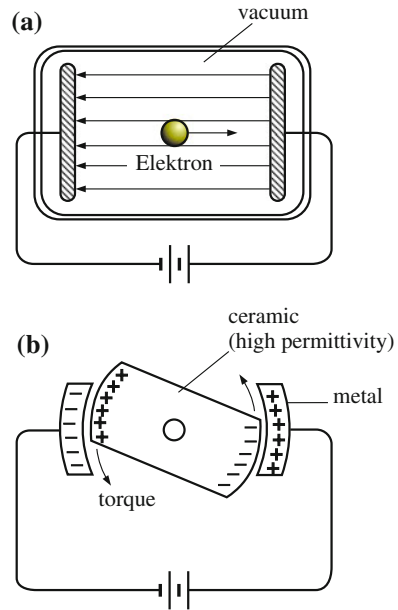 (a)
vacuum
Elektron
(b)
ceramic
(high permittivity)
metal
torque